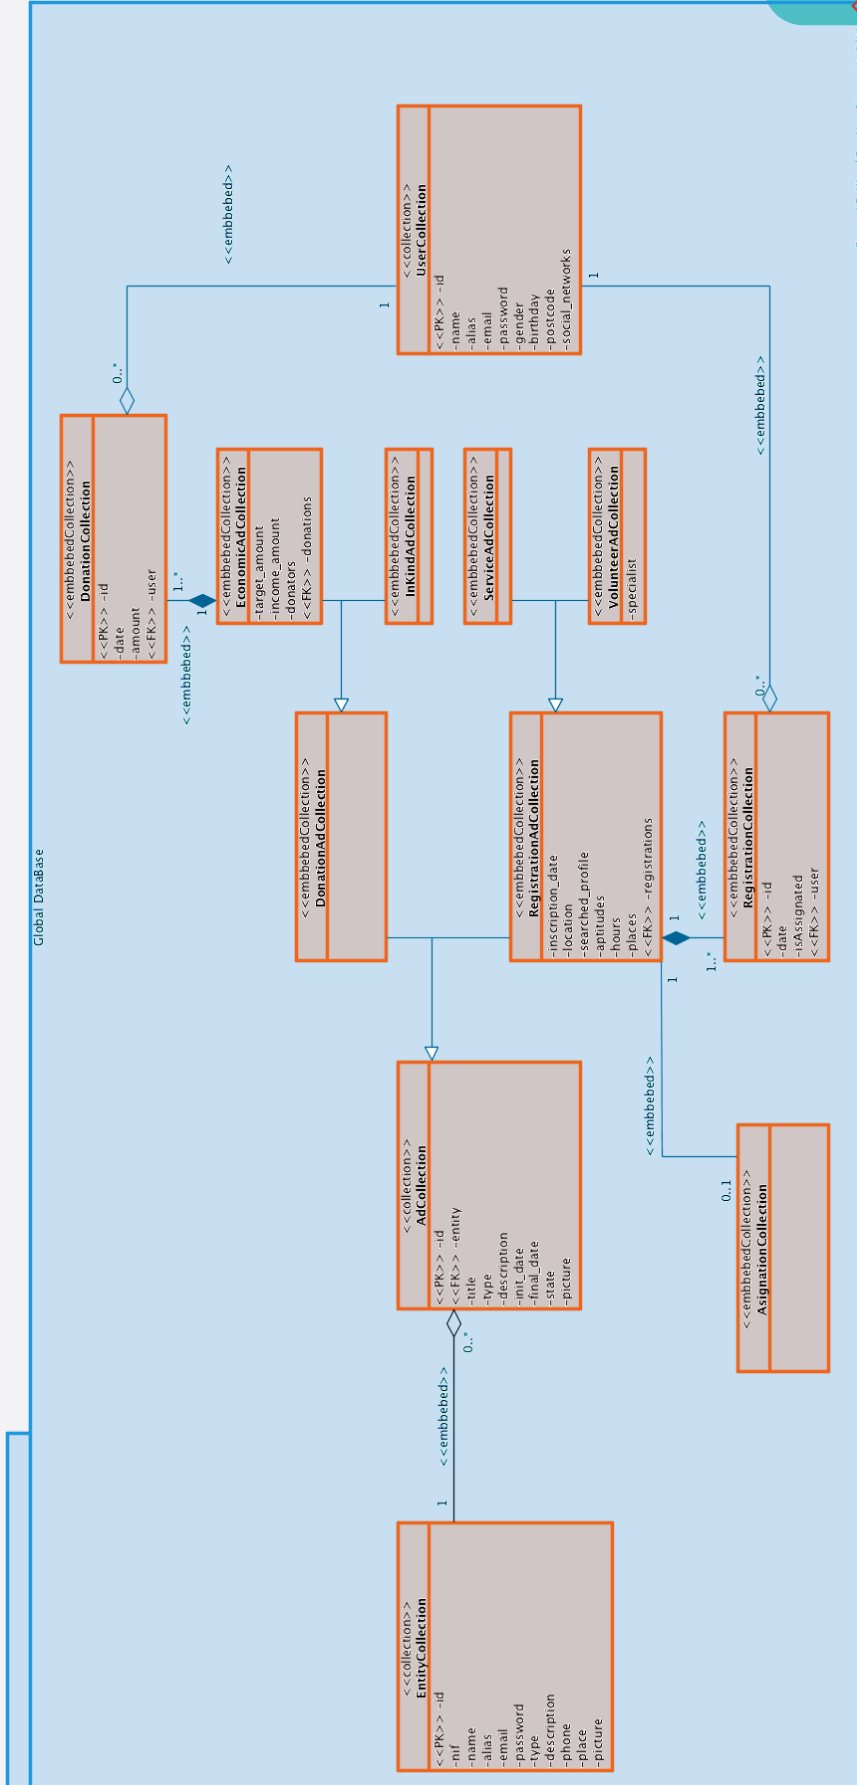 Global DataBase
<<collection>>
EntityCollection
<<PK>> -id
-nif
-name
-alias
-email
-password
-type
-description
-phone
-place
-picture
1
<<embbebed>>
0..*
<<collection>>
AdCollection
<<PK>> -id
<<FK>> -entity
-title
-type
-description
-init_date
-final_date
-state
-picture
<<embbebedCollection>>
AsignationCollection
0..1
<<embbebed>>
1
<<embbebedCollection>>
DonationAdCollection
<<embbebedCollection>>
RegistrationAdCollection
-inscription_date
-location
-searched_profile
-aptitudes
-hours
-places
<<FK>> -registrations
1
<<embbebed>>
1..*
<<embbebedCollection>>
RegistrationCollection
<<PK>> -id
-date
-isAssignated
<<FK>> -user
0..*
<<embbebed>>
1
<<embbebedCollection>>
DonationCollection
<<PK>> -id
-date
-amount
<<FK>> -user
1..*
1
<<embbebed>>
<<embbebedCollection>>
EconomicAdCollection
-target_amount
-income_amount
-donators
<<FK>> -donations
<<embbebedCollection>>
InKindAdCollection
<<embbebedCollection>>
ServiceAdCollection
<<embbebedCollection>>
VolunteerAdCollection
-specialist
0..*
<<embbebed>>
1
<<collection>>
UserCollection
<<PK>> -id
-name
-alias
-email
-password
-gender
-birthday
-postcode
-social_networks